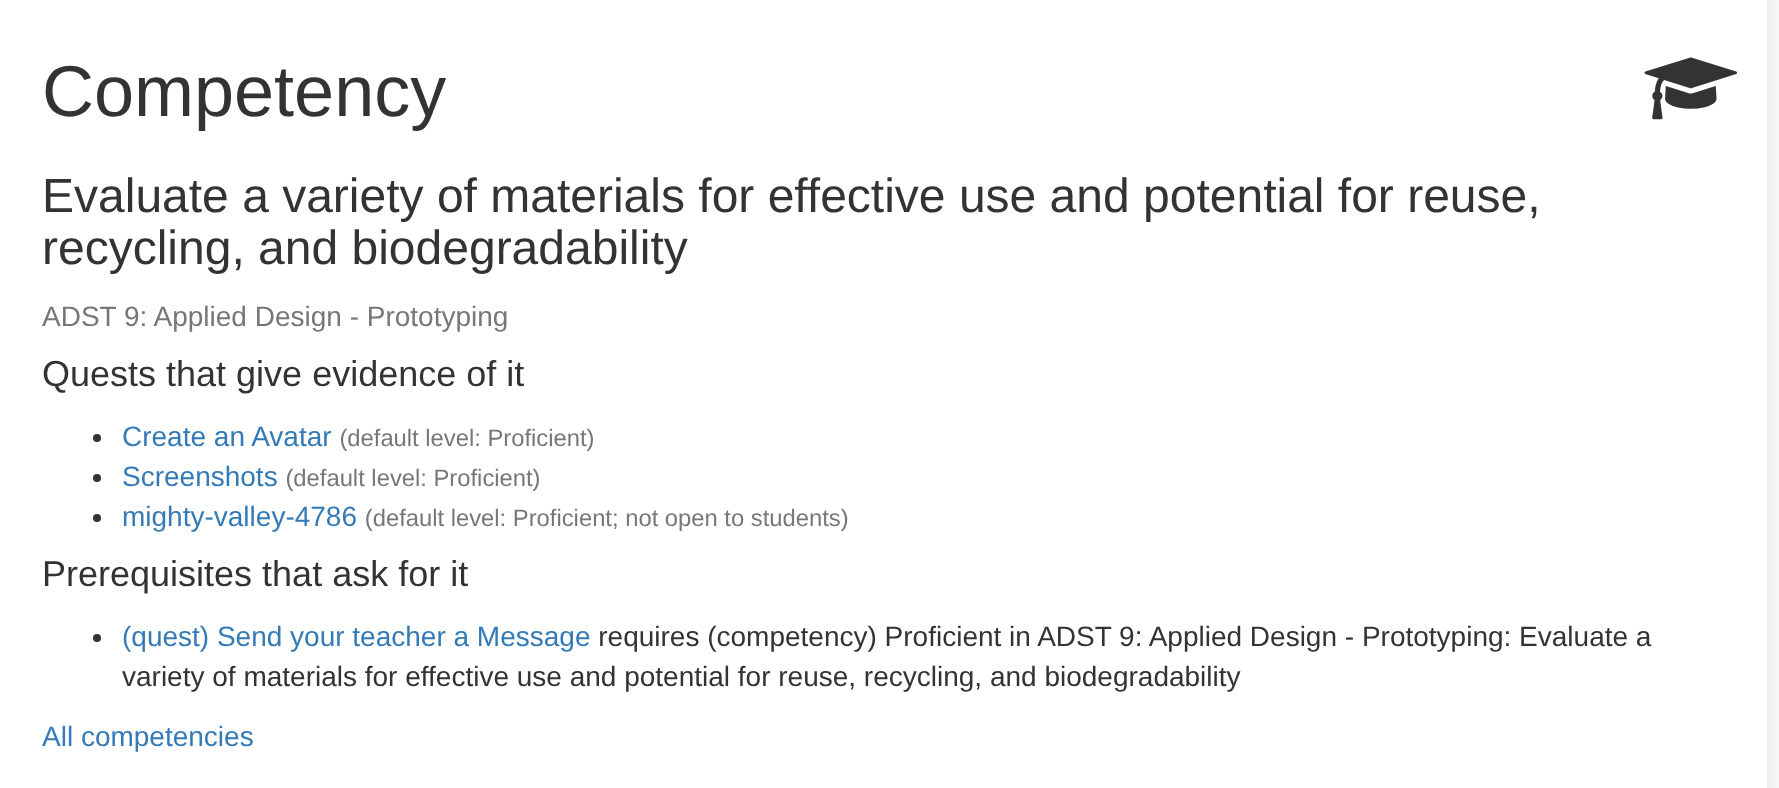 Competency
Evaluate a variety of materials for effective use and potential for reuse,
recycling, and biodegradability
ADST 9: Applied Design - Prototyping
Quests that give evidence of it
Create an Avatar (default level: Proficient)
Screenshots (default level: Proficient)
mighty-valley-4786 (default level: Proficient; not open to students)
Prerequisites that ask for it
(quest) Send your teacher a Message requires (competency) Proficient in ADST 9: Applied Design - Prototyping: Evaluate a
variety of materials for effective use and potential for reuse, recycling, and biodegradability
All competencies